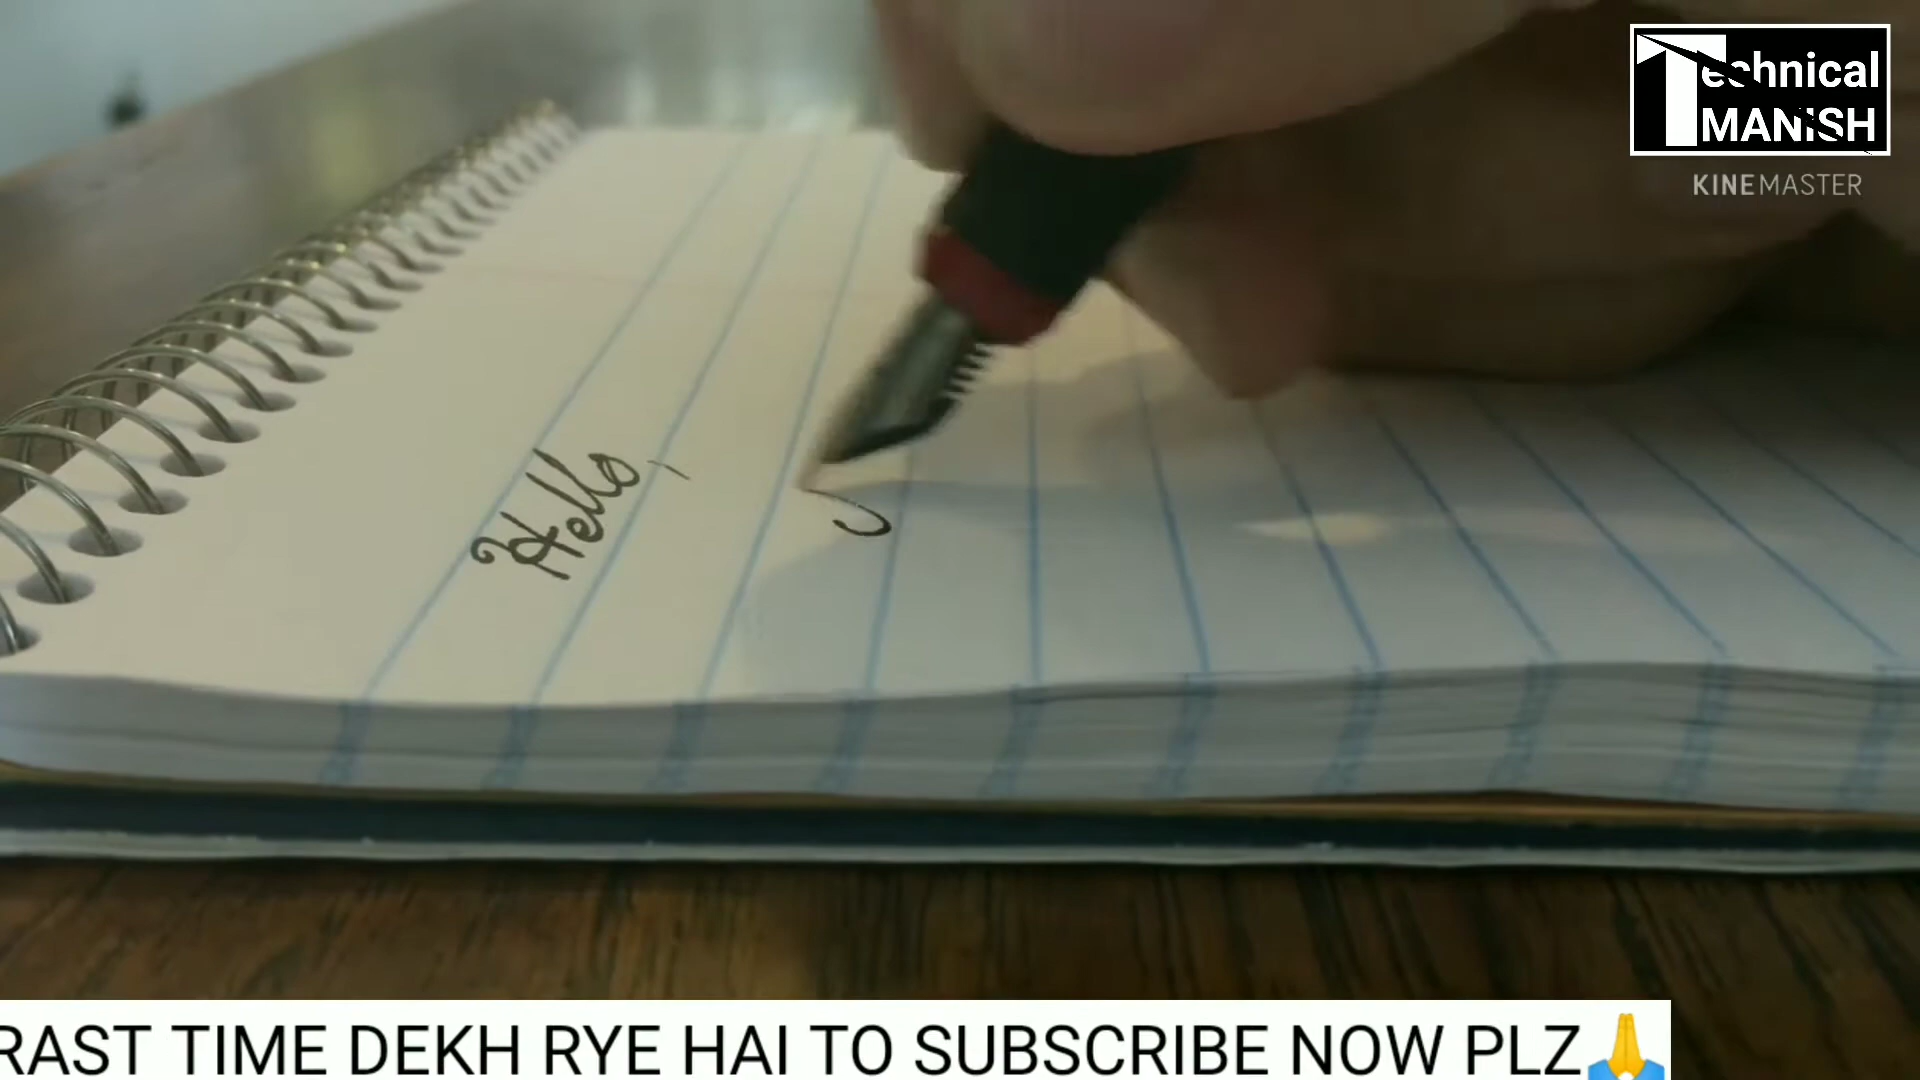 Technical
MANISH
KINEMASTER
Hello,
RAST TIME DEKH RYE HAI TO SUBSCRIBE NOW PLZ🙏